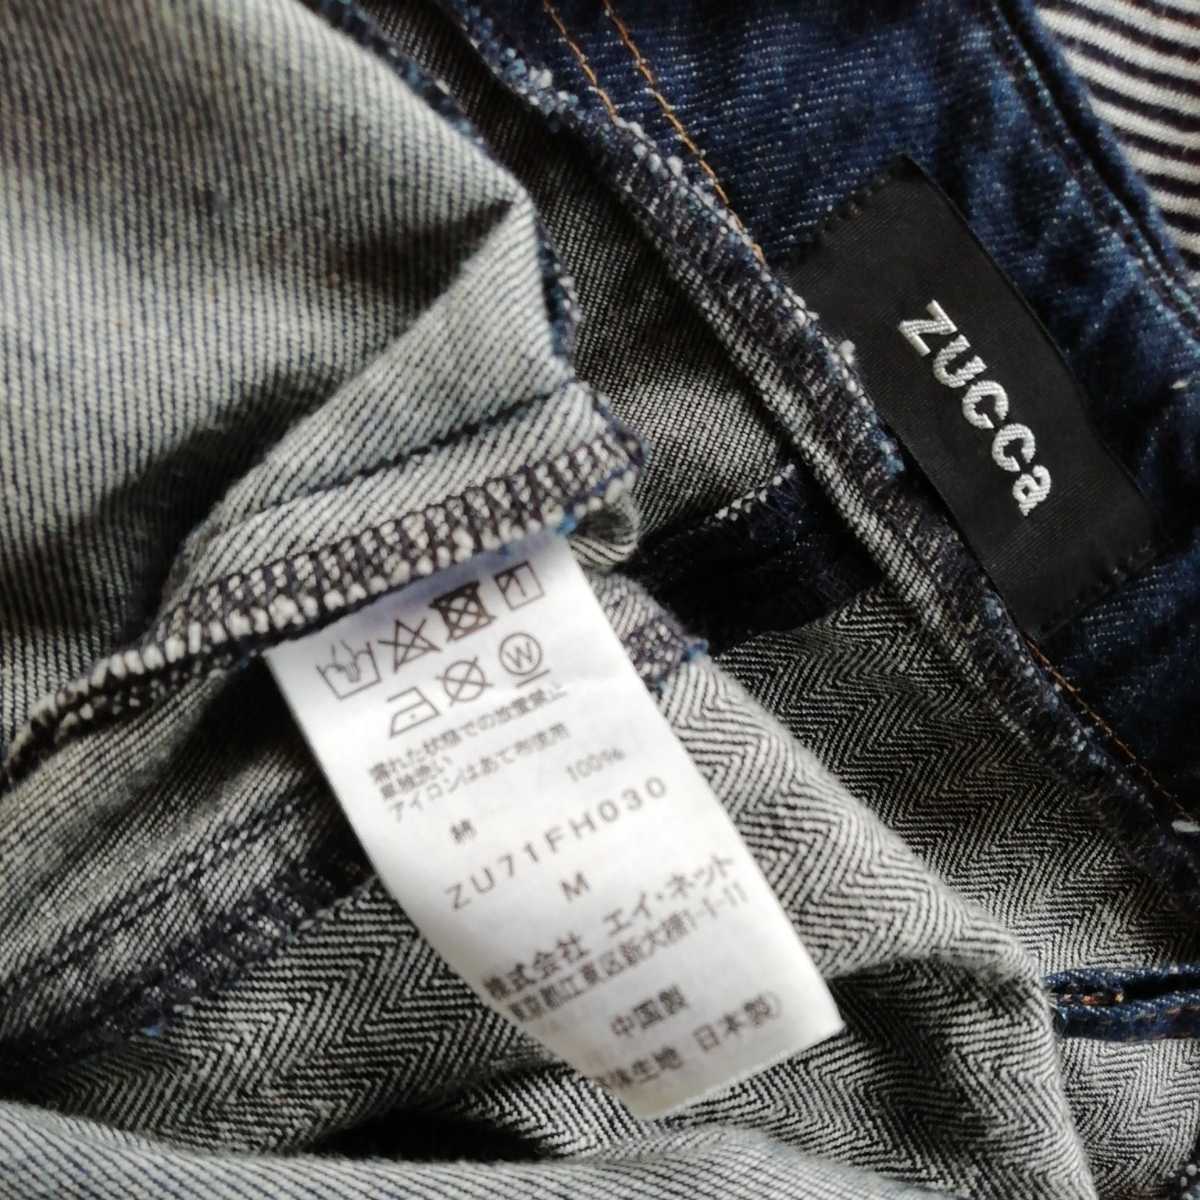 ZUCCa
W
濡れた状態での放置禁止
単独洗い
アイロンはあて布使用
綿 100%
ZU71FH030
M
株式会社 エイ・ネット
東京都江東区新大橋1-1-11
中国製
生地 日本製)